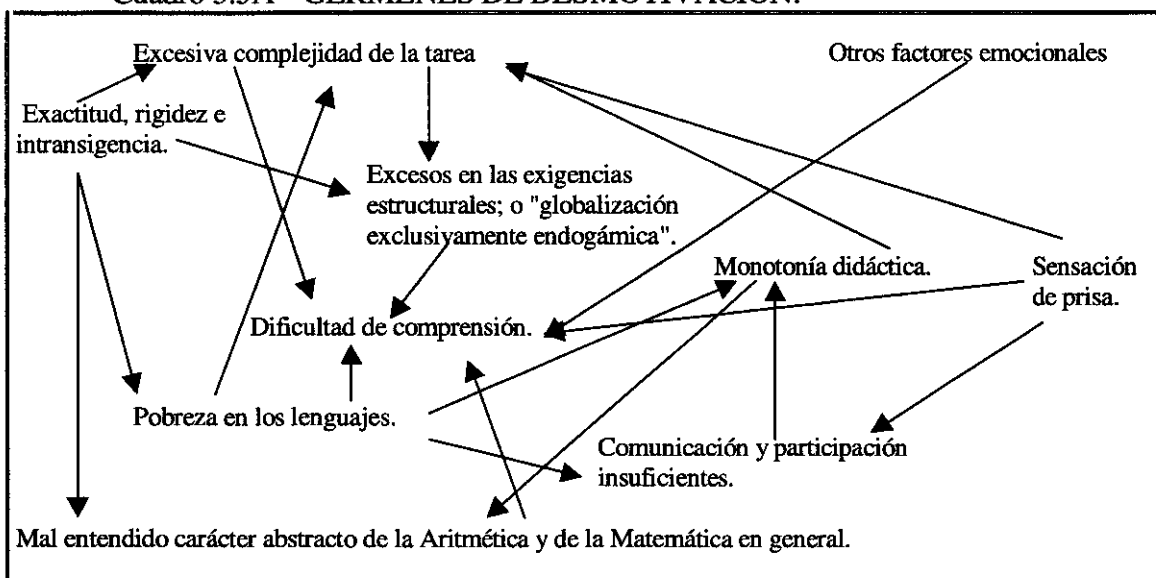 Excesiva complejidad de la tarea
Otros factores emocionales
Exactitud, rigidez e
intransigencia.
Excesos en las exigencias
estructurales; o "globalización
exclusivamente endogámica".
Monotonía didáctica.
Sensación
de prisa.
Dificultad de comprensión.
Pobreza en los lenguajes.
Comunicación y participación
insuficientes.
Mal entendido carácter abstracto de la Aritmética y de la Matemática en general.